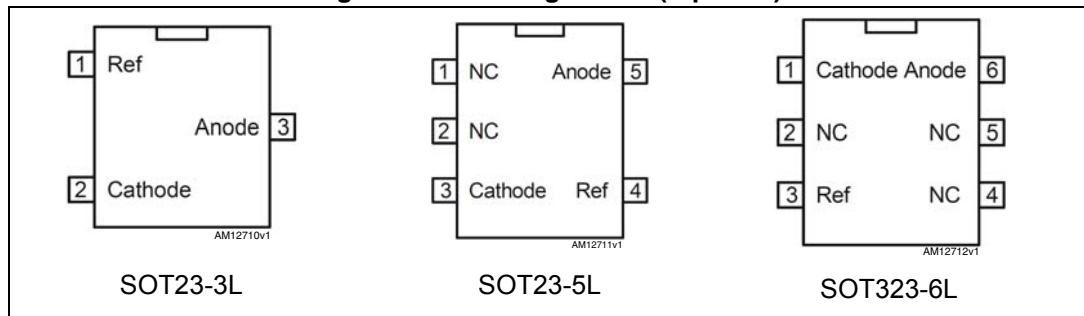 1 Ref
Anode 3
2 Cathode
AM12710v1
SOT23-3L
1 NC Anode 5
2 NC
3 Cathode Ref 4
AM12711v1
SOT23-5L
1 Cathode Anode 6
2 NC NC 5
3 Ref NC 4
AM12712v1
SOT323-6L